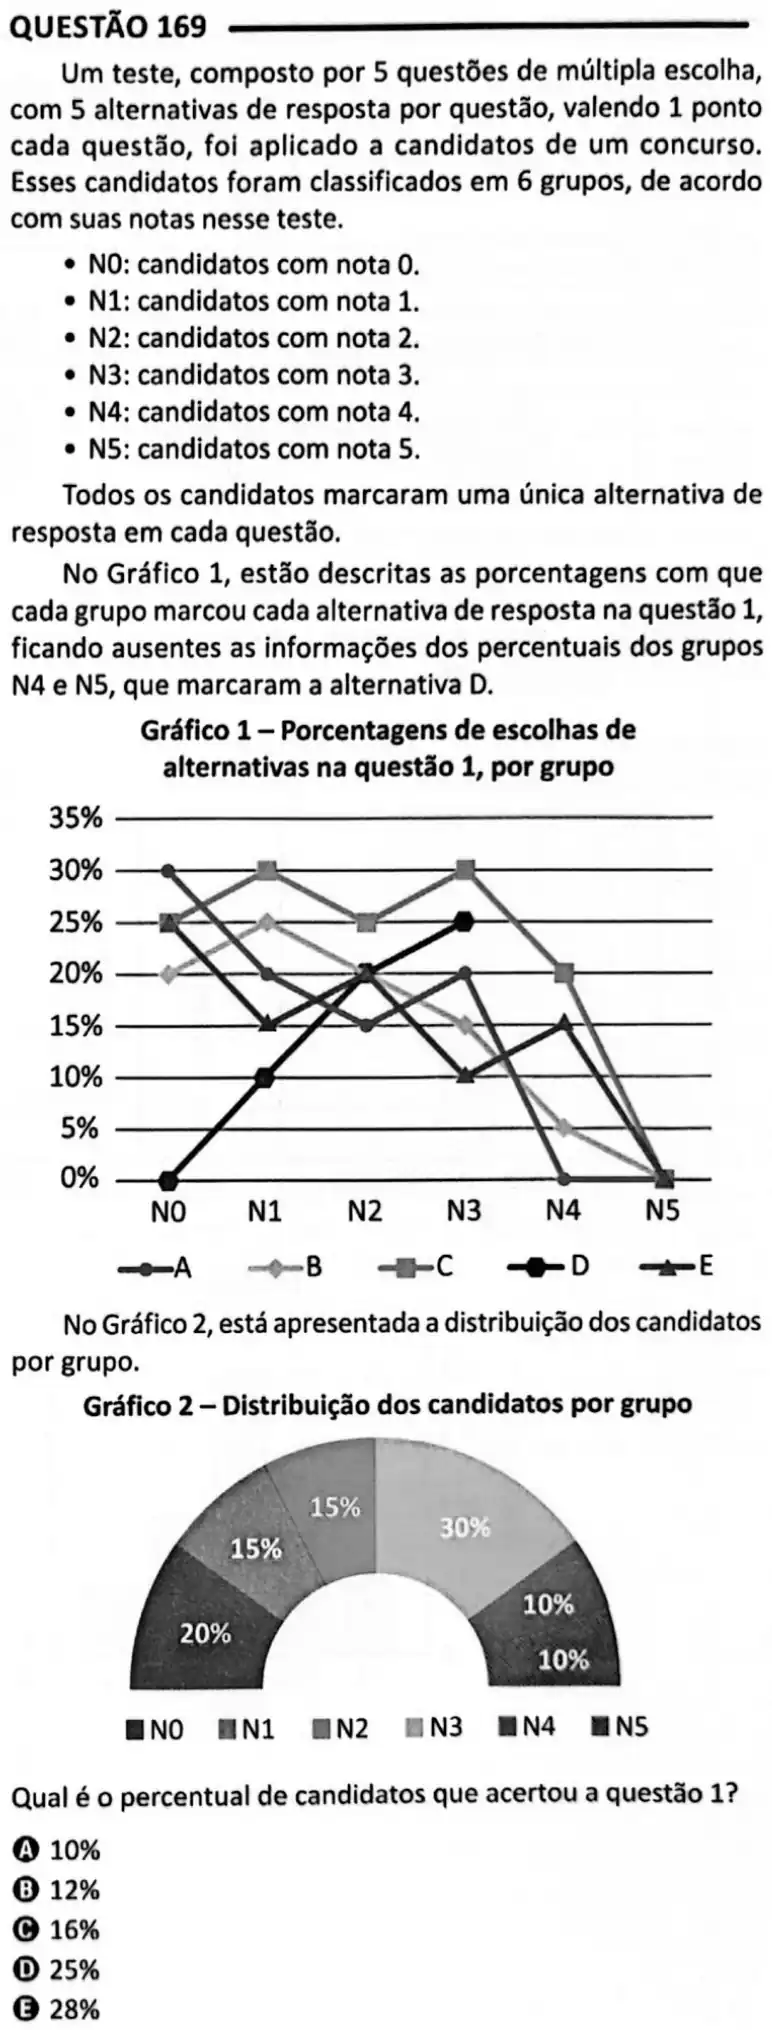 QUESTÃO 169
Um teste, composto por 5 questões de múltipla escolha,
com 5 alternativas de resposta por questão, valendo 1 ponto
cada questão, foi aplicado a candidatos de um concurso.
Esses candidatos foram classificados em 6 grupos, de acordo
com suas notas nesse teste.
• N0: candidatos com nota 0.
• N1: candidatos com nota 1.
• N2: candidatos com nota 2.
• N3: candidatos com nota 3.
• N4: candidatos com nota 4.
• N5: candidatos com nota 5.
Todos os candidatos marcaram uma única alternativa de
resposta em cada questão.
No Gráfico 1, estão descritas as porcentagens com que
cada grupo marcou cada alternativa de resposta na questão 1,
ficando ausentes as informações dos percentuais dos grupos
N4 e N5, que marcaram a alternativa D.
Gráfico 1 – Porcentagens de escolhas de
alternativas na questão 1, por grupo
35%
30%
25%
20%
15%
10%
5%
0%
N0 N1 N2 N3 N4 N5
A B C D E
No Gráfico 2, está apresentada a distribuição dos candidatos
por grupo.
Gráfico 2 – Distribuição dos candidatos por grupo
15%
30%
15%
10%
20%
10%
N0 N1 N2 N3 N4 N5
Qual é o percentual de candidatos que acertou a questão 1?
A 10%
B 12%
C 16%
D 25%
E 28%